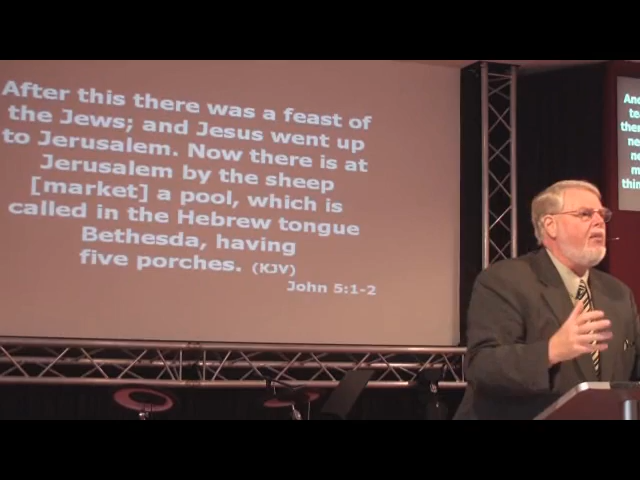 After this there was a feast of
the Jews; and Jesus went up
to Jerusalem. Now there is at
Jerusalem by the sheep
[market] a pool, which is
called in the Hebrew tongue
Bethesda, having
five porches. (KJV)
John 5:1-2